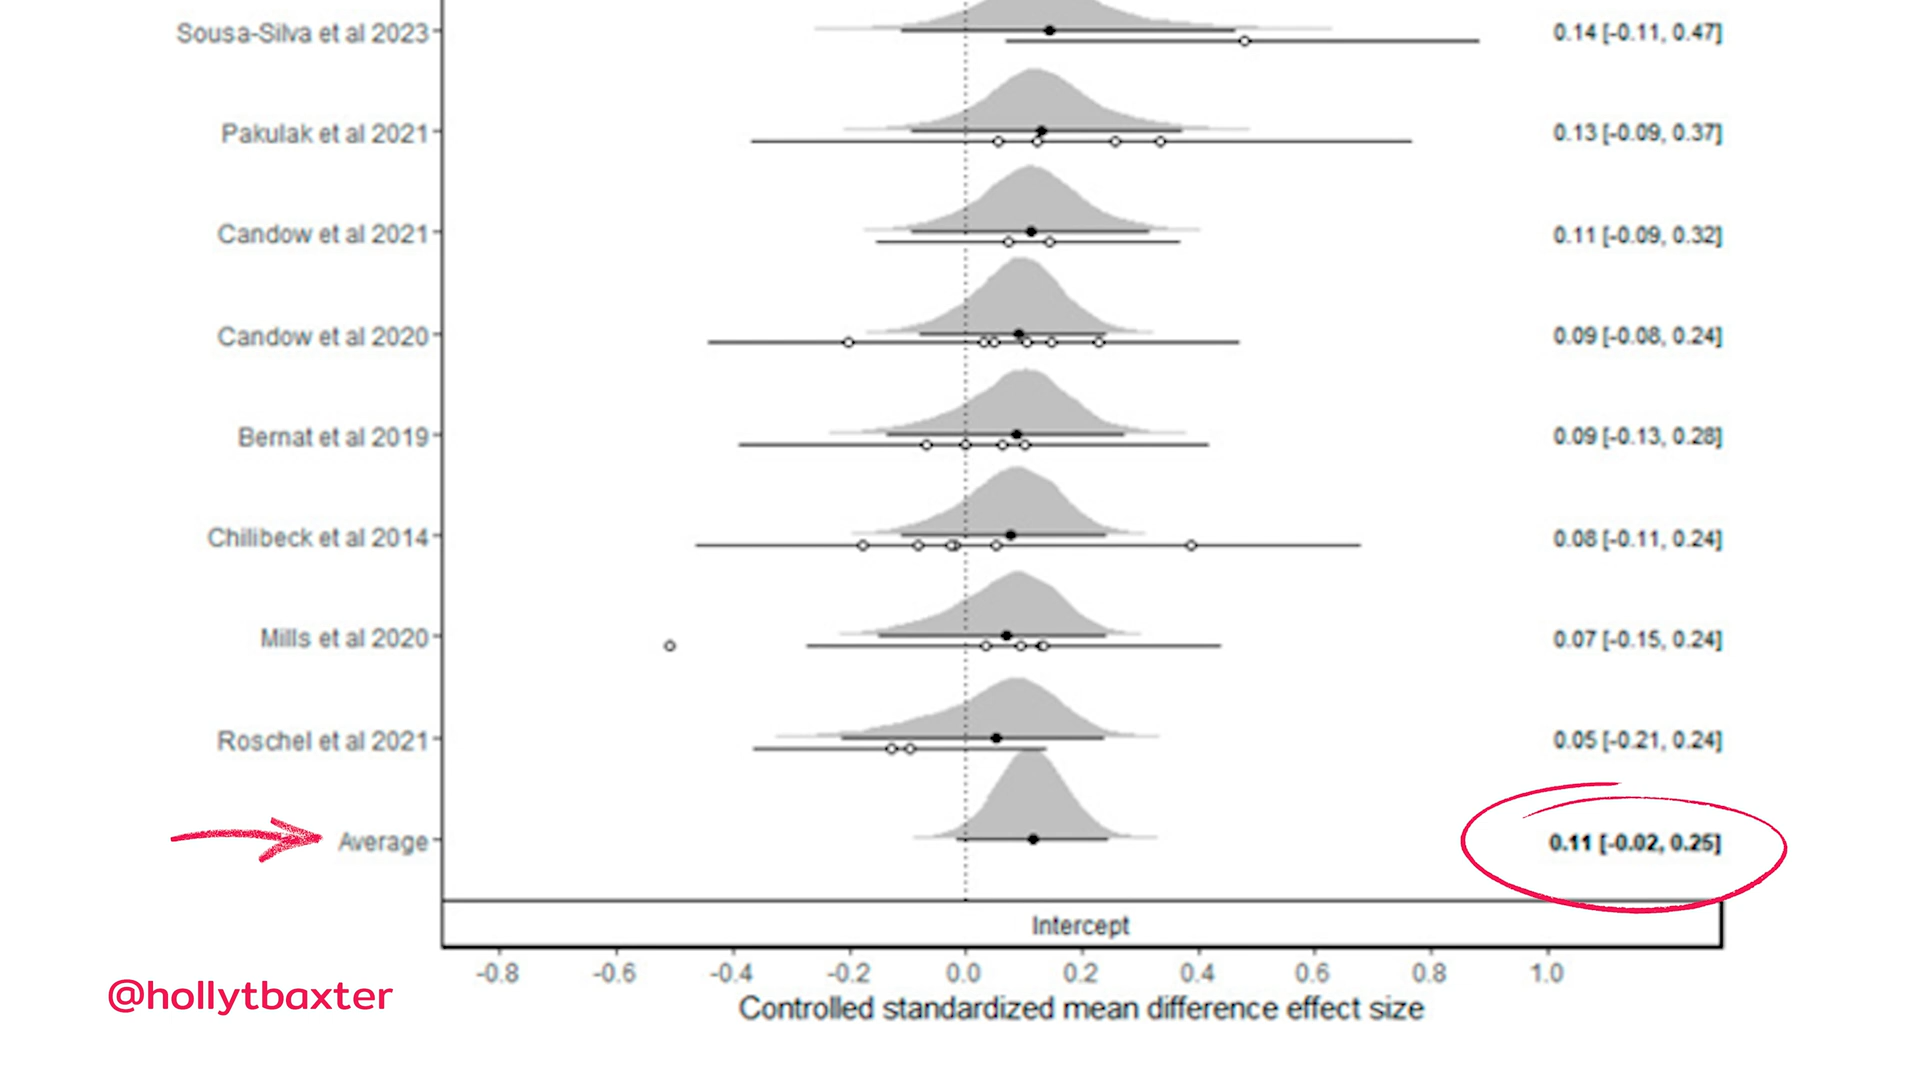 Sousa-Silva et al 2023 0.14 [-0.11, 0.47]
Pakulak et al 2021 0.13 [-0.09, 0.37]
Candow et al 2021 0.11 [-0.09, 0.32]
Candow et al 2020 0.09 [-0.08, 0.24]
Bernat et al 2019 0.09 [-0.13, 0.28]
Chilibeck et al 2014 0.08 [-0.11, 0.24]
Mills et al 2020 0.07 [-0.15, 0.24]
Roschel et al 2021 0.05 [-0.21, 0.24]
Average 0.11 [-0.02, 0.25]
Intercept
-0.8 -0.6 -0.4 -0.2 0.0 0.2 0.4 0.6 0.8 1.0
Controlled standardized mean difference effect size
@hollytbaxter